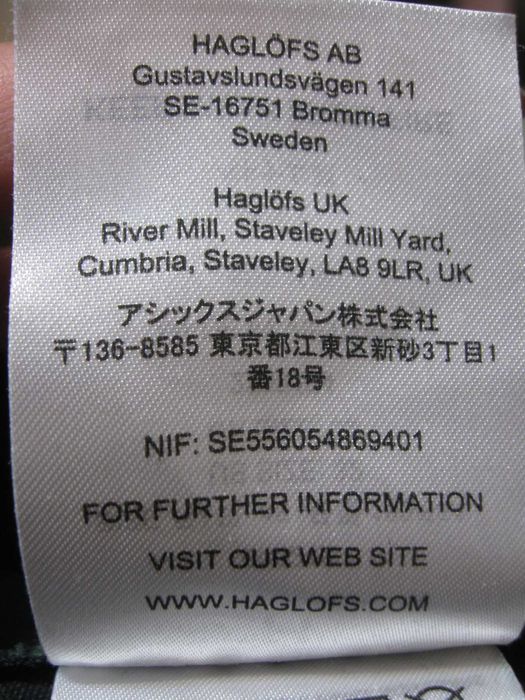 HAGLÖFS AB
Gustavslundsvägen 141
SE-16751 Bromma
Sweden
Haglöfs UK
River Mill, Staveley Mill Yard,
Cumbria, Staveley, LA8 9LR, UK
アシックスジャパン株式会社
〒136-8585 東京都江東区新砂3丁目1
番18号
NIF: SE556054869401
FOR FURTHER INFORMATION
VISIT OUR WEB SITE
WWW.HAGLOFS.COM